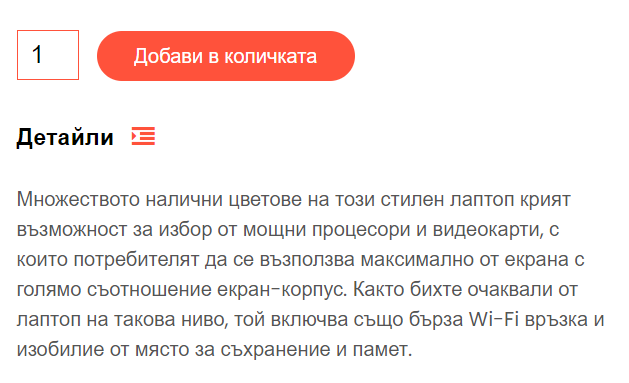 1
Добави в количката
Детайли
Множеството налични цветове на този стилен лаптоп крият
възможност за избор от мощни процесори и видеокарти, с
които потребителят да се възползва максимално от екрана с
голямо съотношение екран-корпус. Както бихте очаквали от
лаптоп на такова ниво, той включва също бърза Wi-Fi връзка и
изобилие от място за съхранение и памет.